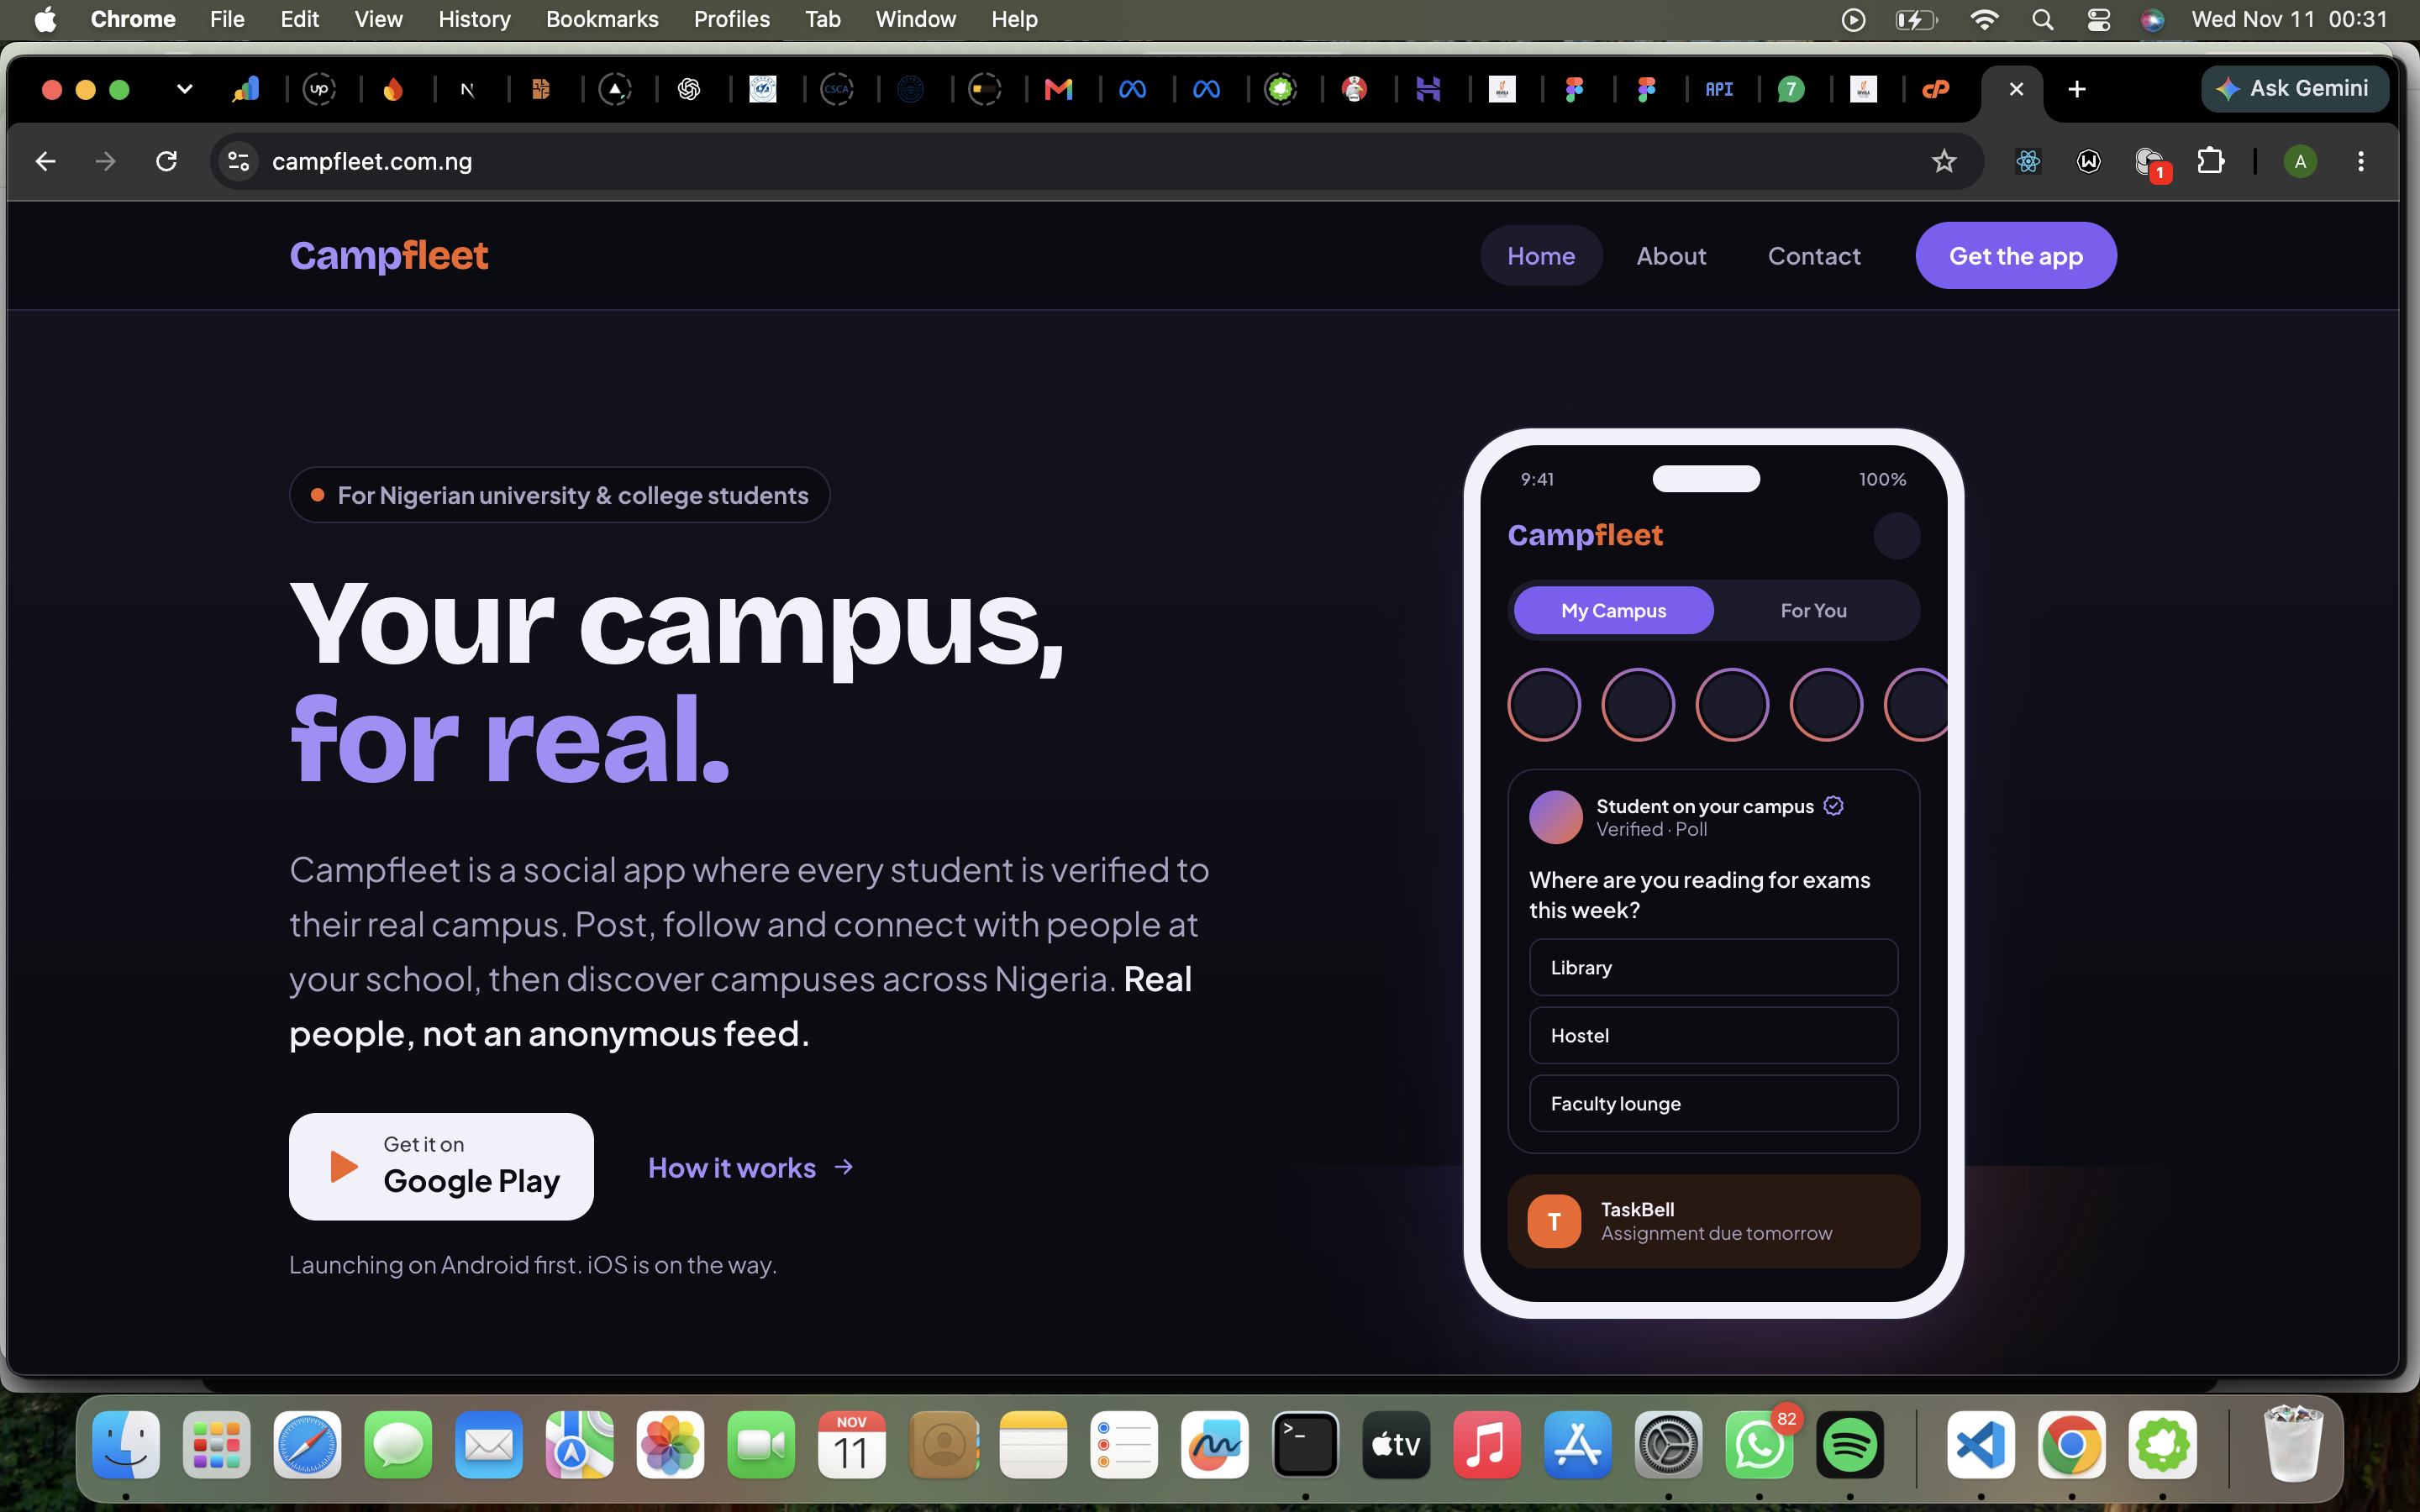 Chrome File Edit View History Bookmarks Profiles Tab Window Help
Wed Nov 11 00:31
up
N
CSCA
API
7
Ask Gemini
campfleet.com.ng
1
A
Campfleet
Home About Contact Get the app
For Nigerian university & college students
Your campus,
for real.
Campfleet is a social app where every student is verified to
their real campus. Post, follow and connect with people at
your school, then discover campuses across Nigeria. Real
people, not an anonymous feed.
Get it on
Google Play
How it works →
Launching on Android first. iOS is on the way.
9:41 100%
Campfleet
My Campus For You
Student on your campus
Verified · Poll
Where are you reading for exams
this week?
Library
Hostel
Faculty lounge
T
TaskBell
Assignment due tomorrow
NOV
11
>_
tv
82